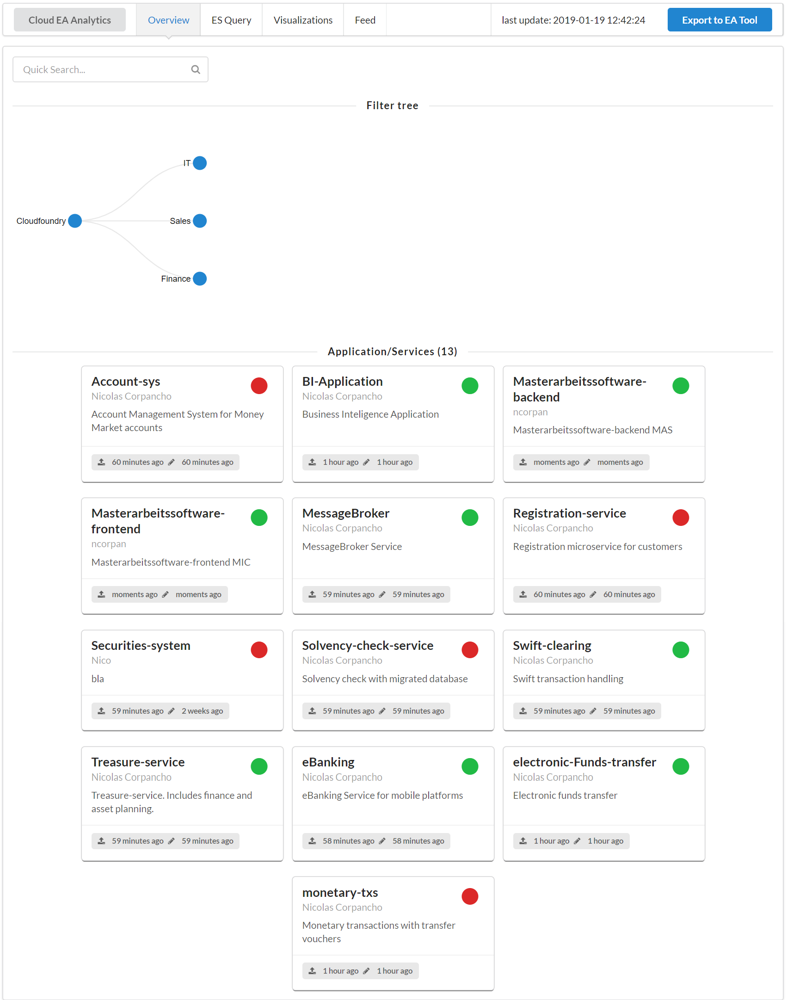 Cloud EA Analytics
Overview
ES Query
Visualizations
Feed
last update: 2019-01-19 12:42:24
Export to EA Tool
Quick Search...
Filter tree
IT
Cloudfoundry
Sales
Finance
Application/Services (13)
Account-sys
Nicolas Corpancho
Account Management System for Money
Market accounts
60 minutes ago 60 minutes ago
BI-Application
Nicolas Corpancho
Business Inteligence Application
1 hour ago 1 hour ago
Masterarbeitssoftware-
backend
ncorpan
Masterarbeitssoftware-backend MAS
moments ago moments ago
Masterarbeitssoftware-
frontend
ncorpan
Masterarbeitssoftware-frontend MIC
moments ago moments ago
MessageBroker
Nicolas Corpancho
MessageBroker Service
59 minutes ago 59 minutes ago
Registration-service
Nicolas Corpancho
Registration microservice for customers
60 minutes ago 60 minutes ago
Securities-system
Nico
bla
59 minutes ago 2 weeks ago
Solvency-check-service
Nicolas Corpancho
Solvency check with migrated database
59 minutes ago 59 minutes ago
Swift-clearing
Nicolas Corpancho
Swift transaction handling
59 minutes ago 59 minutes ago
Treasure-service
Nicolas Corpancho
Treasure-service. Includes finance and
asset planning.
59 minutes ago 59 minutes ago
eBanking
Nicolas Corpancho
eBanking Service for mobile platforms
58 minutes ago 58 minutes ago
electronic-Funds-transfer
Nicolas Corpancho
Electronic funds transfer
1 hour ago 1 hour ago
monetary-txs
Nicolas Corpancho
Monetary transactions with transfer
vouchers
1 hour ago 1 hour ago